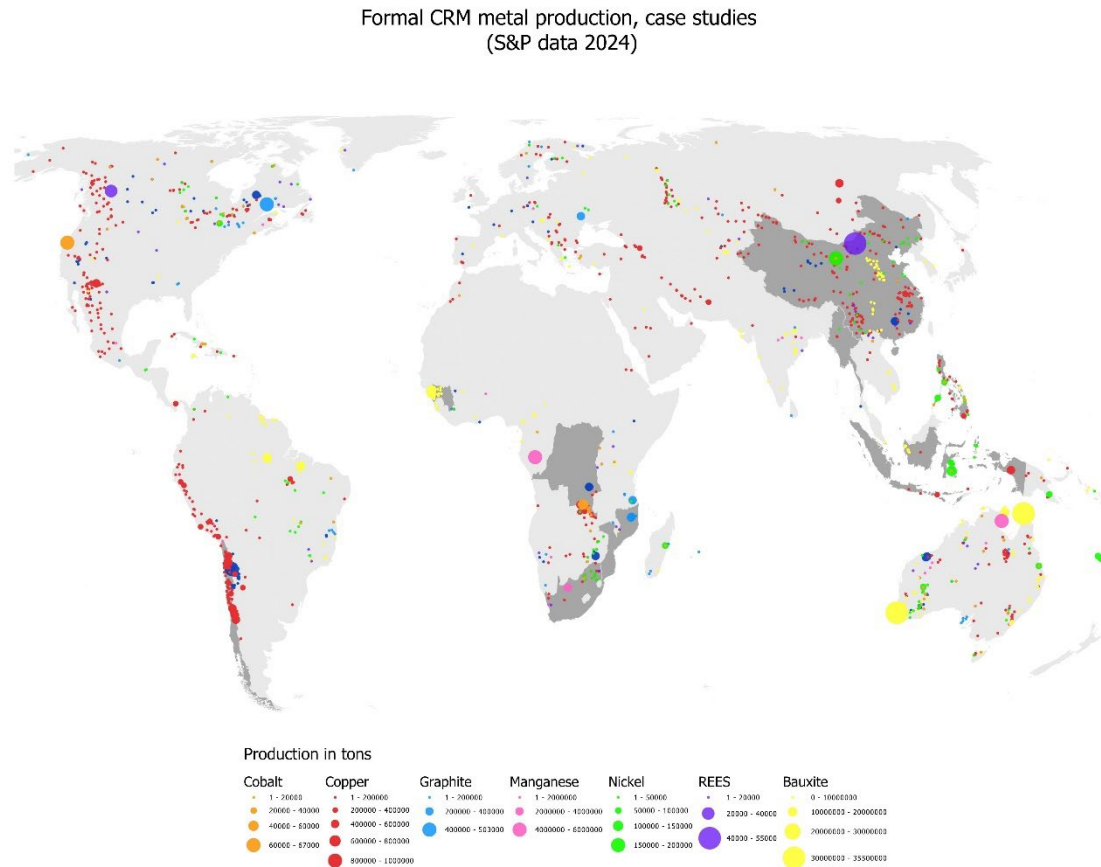 Formal CRM metal production, case studies
(S&P data 2024)
Production in tons
Cobalt
1 - 20000
20000 - 40000
40000 - 60000
60000 - 67000
Copper
1 - 200000
200000 - 400000
400000 - 600000
600000 - 800000
800000 - 1000000
Graphite
1 - 200000
200000 - 400000
400000 - 503000
Manganese
1 - 2000000
2000000 - 4000000
4000000 - 6000000
Nickel
1 - 50000
50000 - 100000
100000 - 150000
150000 - 200000
REES
1 - 20000
20000 - 40000
40000 - 55000
Bauxite
0 - 10000000
10000000 - 20000000
20000000 - 30000000
30000000 - 35500000